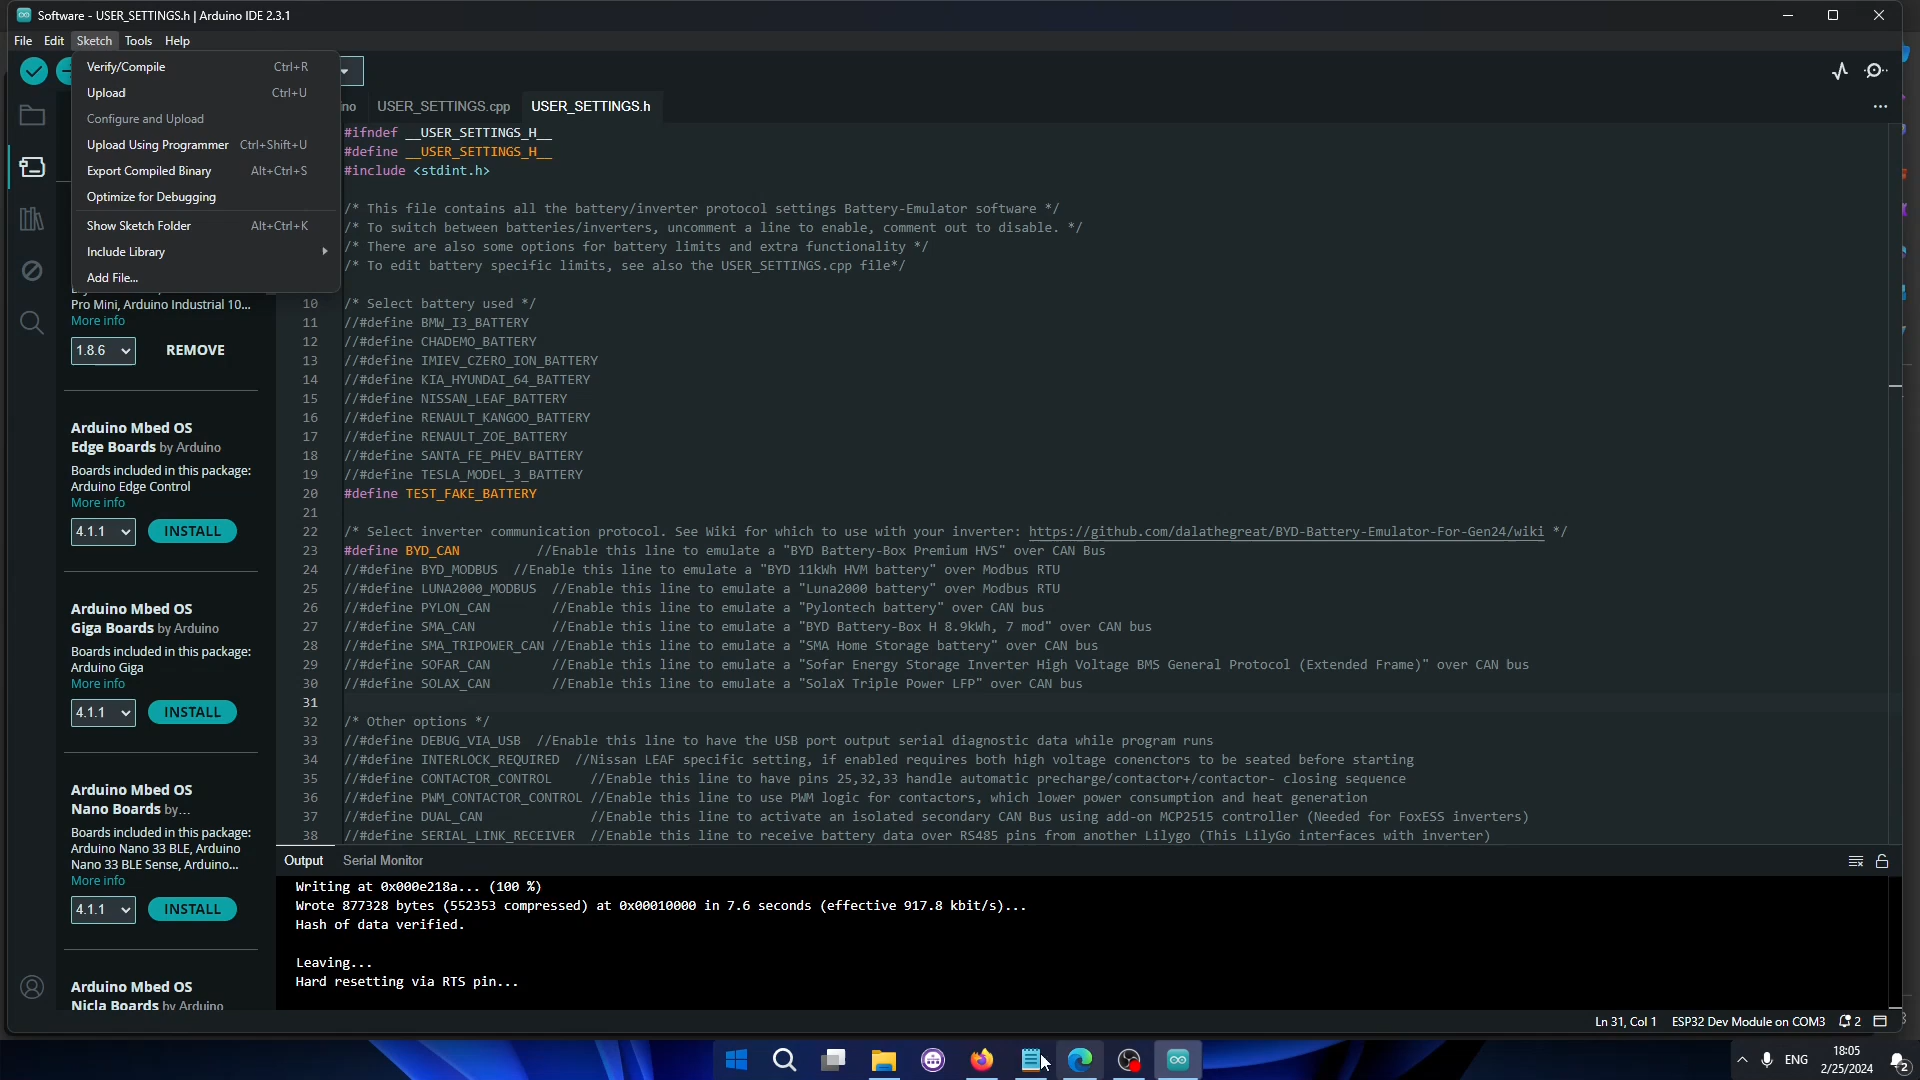 Software - USER_SETTINGS.h | Arduino IDE 2.3.1
File Edit Sketch Tools Help
Verify/Compile Ctrl+R
Upload Ctrl+U
Configure and Upload
Upload Using Programmer Ctrl+Shift+U
Export Compiled Binary Alt+Ctrl+S
Optimize for Debugging
Show Sketch Folder Alt+Ctrl+K
Include Library
Add File...
Pro Mini, Arduino Industrial 10...
More info
1.8.6 REMOVE
Arduino Mbed OS
Edge Boards by Arduino
Boards included in this package:
Arduino Edge Control
More info
4.1.1 INSTALL
Arduino Mbed OS
Giga Boards by Arduino
Boards included in this package:
Arduino Giga
More info
4.1.1 INSTALL
Arduino Mbed OS
Nano Boards by...
Boards included in this package:
Arduino Nano 33 BLE, Arduino
Nano 33 BLE Sense, Arduino...
More info
4.1.1 INSTALL
Arduino Mbed OS
Nicla Boards by Arduino
no USER_SETTINGS.cpp USER_SETTINGS.h
#ifndef __USER_SETTINGS_H__
#define __USER_SETTINGS_H__
#include <stdint.h>
/* This file contains all the battery/inverter protocol settings Battery-Emulator software */
/* To switch between batteries/inverters, uncomment a line to enable, comment out to disable. */
/* There are also some options for battery limits and extra functionality */
/* To edit battery specific limits, see also the USER_SETTINGS.cpp file*/
10 /* Select battery used */
11 //#define BMW_I3_BATTERY
12 //#define CHADEMO_BATTERY
13 //#define IMIEV_CZERO_ION_BATTERY
14 //#define KIA_HYUNDAI_64_BATTERY
15 //#define NISSAN_LEAF_BATTERY
16 //#define RENAULT_KANGOO_BATTERY
17 //#define RENAULT_ZOE_BATTERY
18 //#define SANTA_FE_PHEV_BATTERY
19 //#define TESLA_MODEL_3_BATTERY
20 #define TEST_FAKE_BATTERY
21
22 /* Select inverter communication protocol. See Wiki for which to use with your inverter: https://github.com/dalathegreat/BYD-Battery-Emulator-For-Gen24/wiki */
23 #define BYD_CAN //Enable this line to emulate a "BYD Battery-Box Premium HVS" over CAN Bus
24 //#define BYD_MODBUS //Enable this line to emulate a "BYD 11kWh HVM battery" over Modbus RTU
25 //#define LUNA2000_MODBUS //Enable this line to emulate a "Luna2000 battery" over Modbus RTU
26 //#define PYLON_CAN //Enable this line to emulate a "Pylontech battery" over CAN bus
27 //#define SMA_CAN //Enable this line to emulate a "BYD Battery-Box H 8.9kWh, 7 mod" over CAN bus
28 //#define SMA_TRIPOWER_CAN //Enable this line to emulate a "SMA Home Storage battery" over CAN bus
29 //#define SOFAR_CAN //Enable this line to emulate a "Sofar Energy Storage Inverter High Voltage BMS General Protocol (Extended Frame)" over CAN bus
30 //#define SOLAX_CAN //Enable this line to emulate a "SolaX Triple Power LFP" over CAN bus
31
32 /* Other options */
33 //#define DEBUG_VIA_USB //Enable this line to have the USB port output serial diagnostic data while program runs
34 //#define INTERLOCK_REQUIRED //Nissan LEAF specific setting, if enabled requires both high voltage conenctors to be seated before starting
35 //#define CONTACTOR_CONTROL //Enable this line to have pins 25,32,33 handle automatic precharge/contactor+/contactor- closing sequence
36 //#define PWM_CONTACTOR_CONTROL //Enable this line to use PWM logic for contactors, which lower power consumption and heat generation
37 //#define DUAL_CAN //Enable this line to activate an isolated secondary CAN Bus using add-on MCP2515 controller (Needed for FoxESS inverters)
38 //#define SERIAL_LINK_RECEIVER //Enable this line to receive battery data over RS485 pins from another Lilygo (This LilyGo interfaces with inverter)
Output Serial Monitor
Writing at 0x000e218a... (100 %)
Wrote 877328 bytes (552353 compressed) at 0x00010000 in 7.6 seconds (effective 917.8 kbit/s)...
Hash of data verified.
Leaving...
Hard resetting via RTS pin...
Ln 31, Col 1 ESP32 Dev Module on COM3 2
ENG 18:05
2/25/2024 2